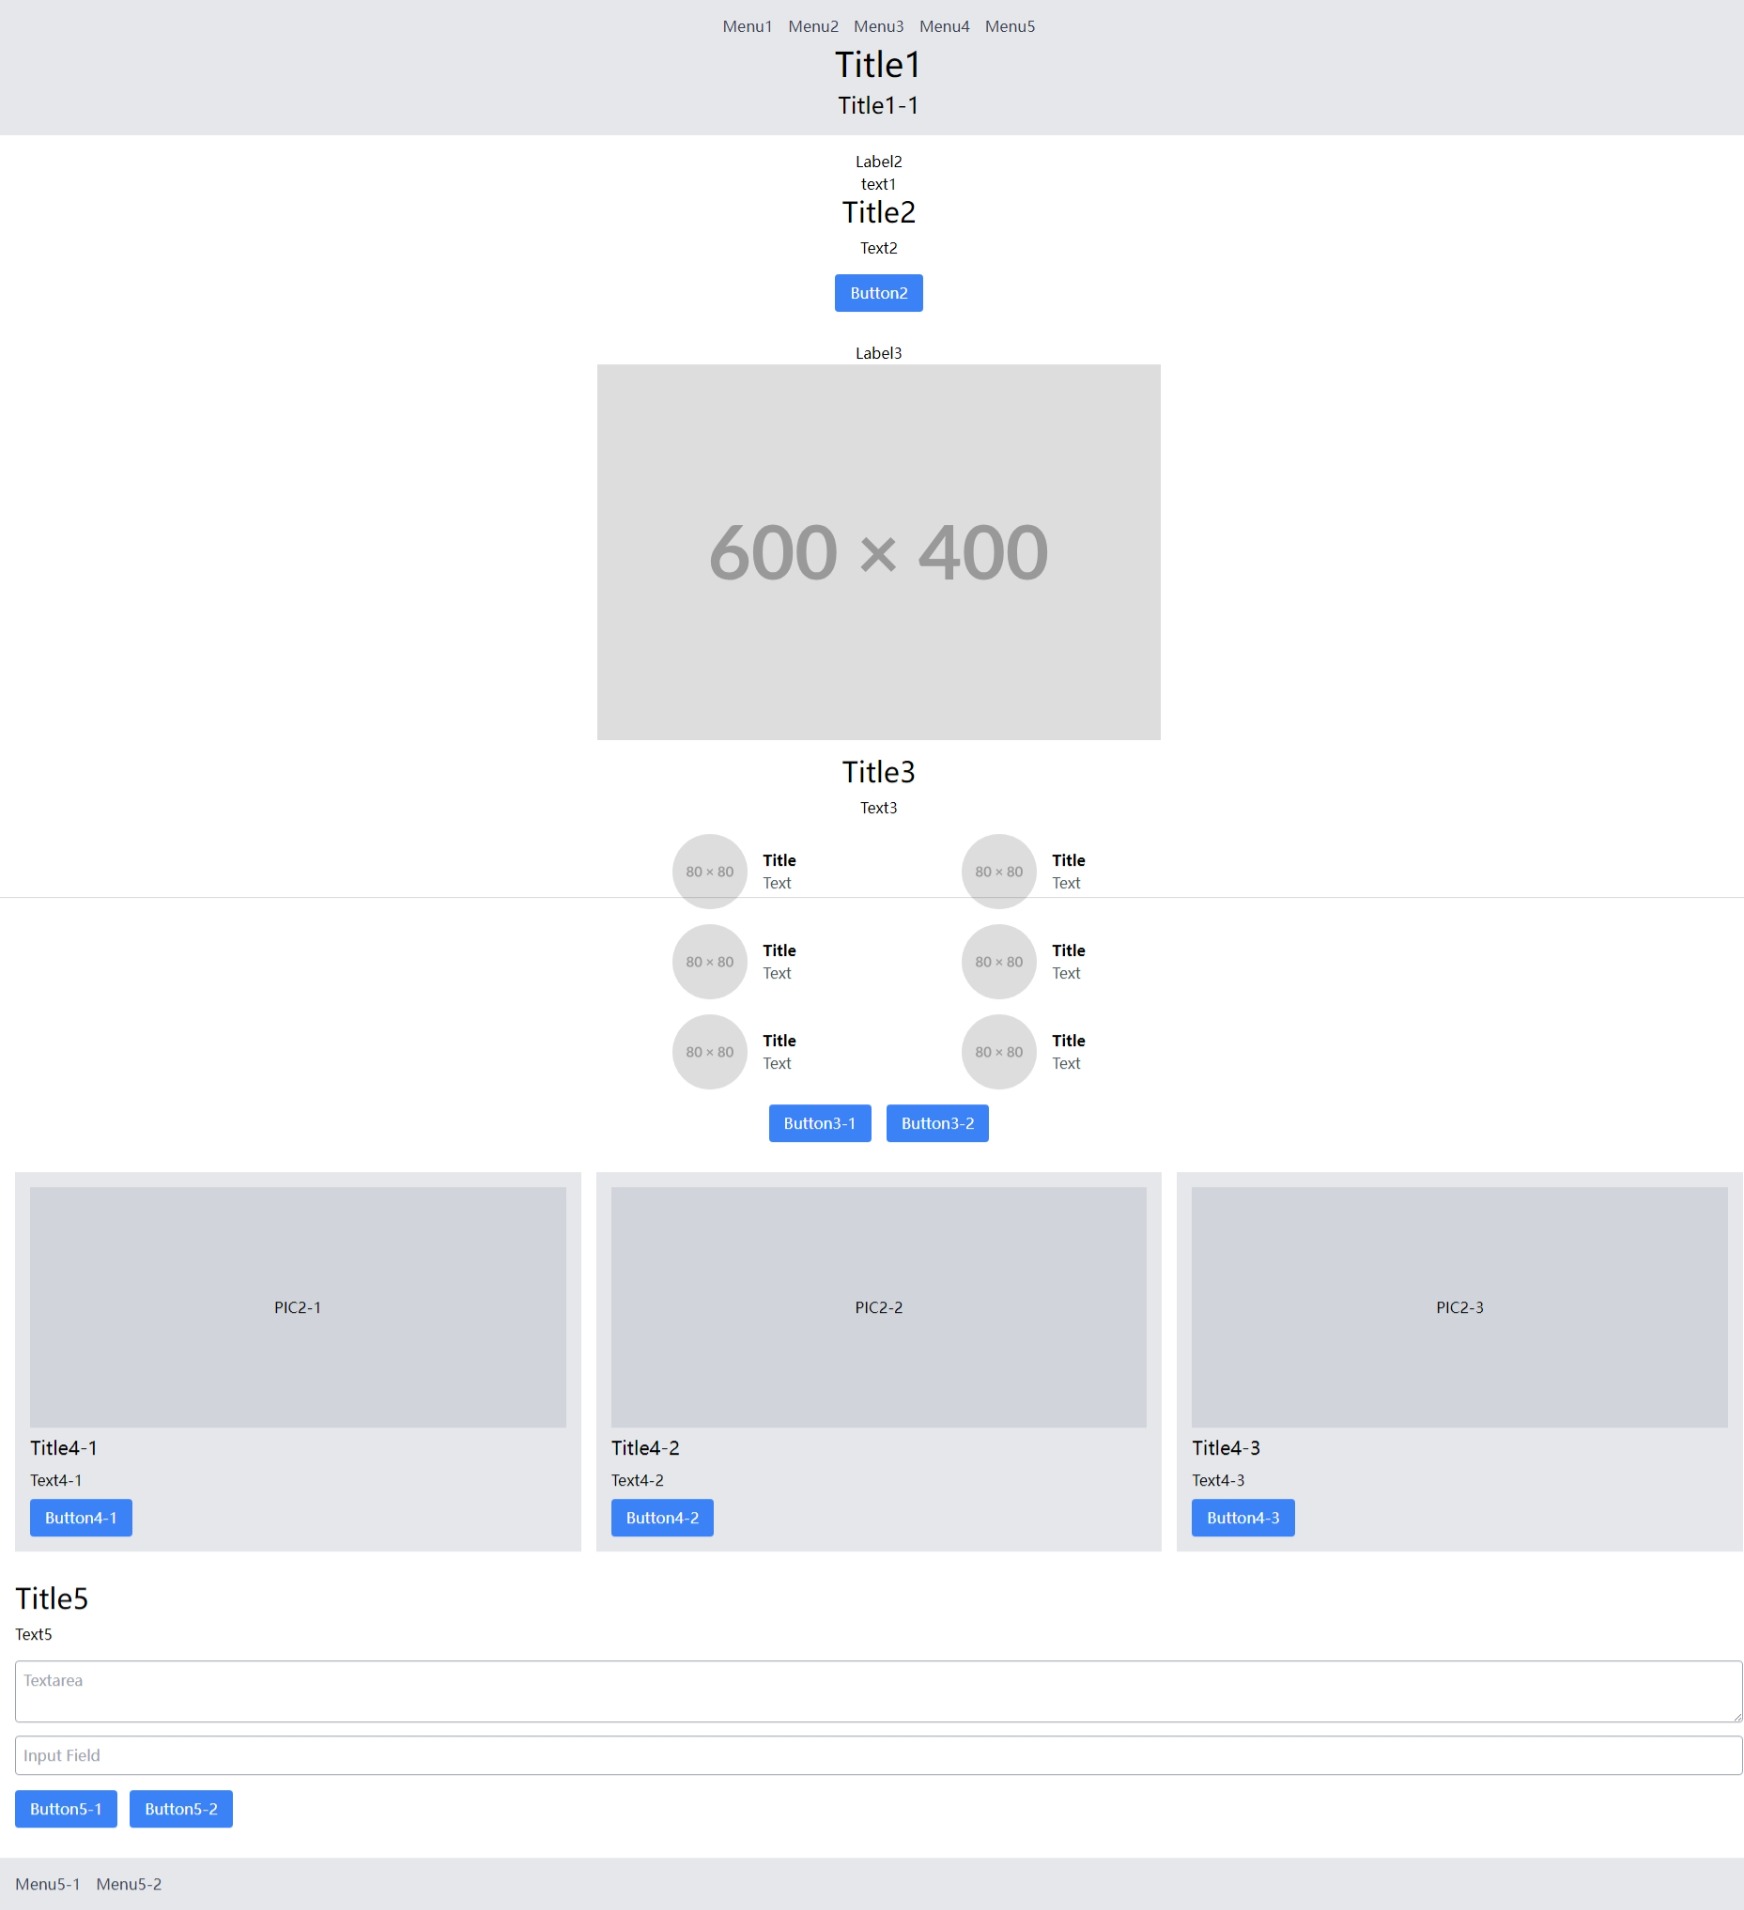 Menu1 Menu2 Menu3 Menu4 Menu5
Title1
Title1-1
Label2
text1
Title2
Text2
Button2
Label3
600 × 400
Title3
Text3
80 × 80 Title Text
80 × 80 Title Text
80 × 80 Title Text
80 × 80 Title Text
80 × 80 Title Text
80 × 80 Title Text
Button3-1 Button3-2
PIC2-1
Title4-1
Text4-1
Button4-1
PIC2-2
Title4-2
Text4-2
Button4-2
PIC2-3
Title4-3
Text4-3
Button4-3
Title5
Text5
Textarea
Input Field
Button5-1 Button5-2
Menu5-1 Menu5-2